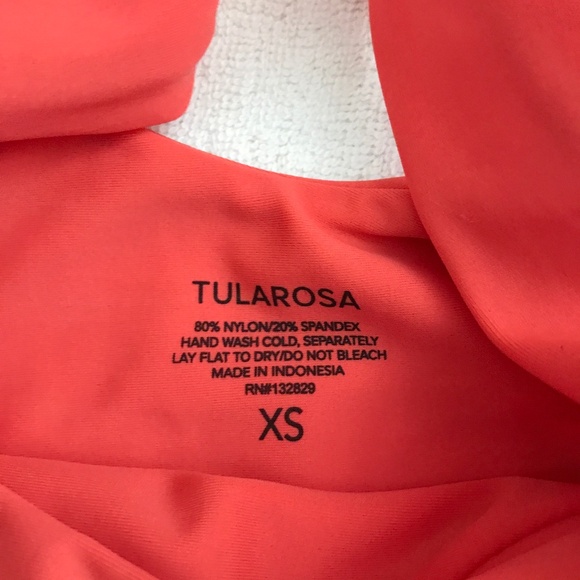 TULAROSA
80% NYLON/20% SPANDEX
HAND WASH COLD, SEPARATELY
LAY FLAT TO DRY/DO NOT BLEACH
MADE IN INDONESIA
RN#132829
XS